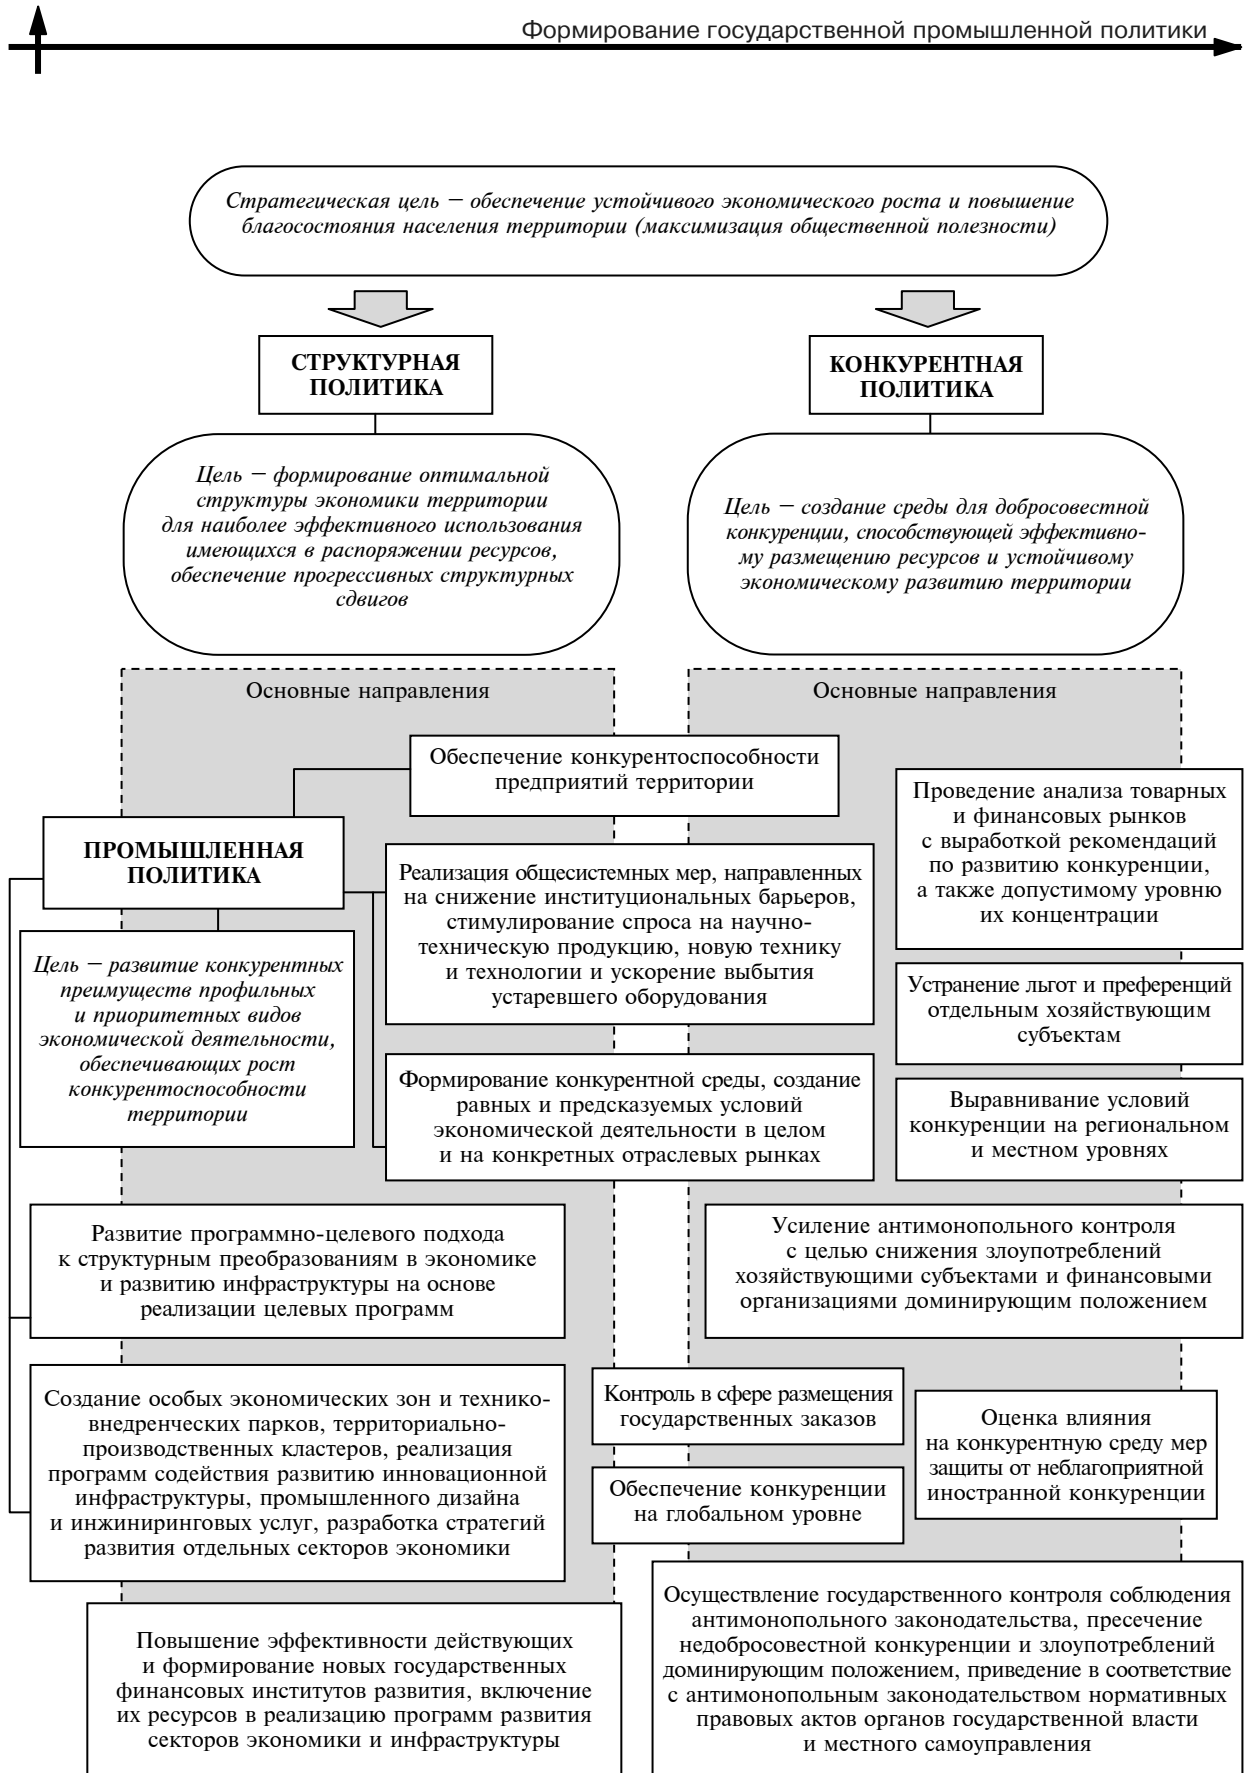 Формирование государственной промышленной политики
Стратегическая цель – обеспечение устойчивого экономического роста и повышение
благосостояния населения территории (максимизация общественной полезности)
СТРУКТУРНАЯ
ПОЛИТИКА
КОНКУРЕНТНАЯ
ПОЛИТИКА
Цель – формирование оптимальной
структуры экономики территории
для наиболее эффективного использования
имеющихся в распоряжении ресурсов,
обеспечение прогрессивных структурных
сдвигов
Цель – создание среды для добросовестной
конкуренции, способствующей эффективно-
му размещению ресурсов и устойчивому
экономическому развитию территории
Основные направления
Основные направления
Обеспечение конкурентоспособности
предприятий территории
Проведение анализа товарных
и финансовых рынков
с выработкой рекомендаций
по развитию конкуренции,
а также допустимому уровню
их концентрации
ПРОМЫШЛЕННАЯ
ПОЛИТИКА
Реализация общесистемных мер, направленных
на снижение институциональных барьеров,
стимулирование спроса на научно-
техническую продукцию, новую технику
и технологии и ускорение выбытия
устаревшего оборудования
Цель – развитие конкурентных
преимуществ профильных
и приоритетных видов
экономической деятельности,
обеспечивающих рост
конкурентоспособности
территории
Устранение льгот и преференций
отдельным хозяйствующим
субъектам
Формирование конкурентной среды, создание
равных и предсказуемых условий
экономической деятельности в целом
и на конкретных отраслевых рынках
Выравнивание условий
конкуренции на региональном
и местном уровнях
Развитие программно-целевого подхода
к структурным преобразованиям в экономике
и развитию инфраструктуры на основе
реализации целевых программ
Усиление антимонопольного контроля
с целью снижения злоупотреблений
хозяйствующими субъектами и финансовыми
организациями доминирующим положением
Создание особых экономических зон и технико-
внедренческих парков, территориально-
производственных кластеров, реализация
программ содействия развитию инновационной
инфраструктуры, промышленного дизайна
и инжиниринговых услуг, разработка стратегий
развития отдельных секторов экономики
Контроль в сфере размещения
государственных заказов
Оценка влияния
на конкурентную среду мер
защиты от неблагоприятной
иностранной конкуренции
Обеспечение конкуренции
на глобальном уровне
Повышение эффективности действующих
и формирование новых государственных
финансовых институтов развития, включение
их ресурсов в реализацию программ развития
секторов экономики и инфраструктуры
Осуществление государственного контроля соблюдения
антимонопольного законодательства, пресечение
недобросовестной конкуренции и злоупотреблений
доминирующим положением, приведение в соответствие
с антимонопольным законодательством нормативных
правовых актов органов государственной власти
и местного самоуправления